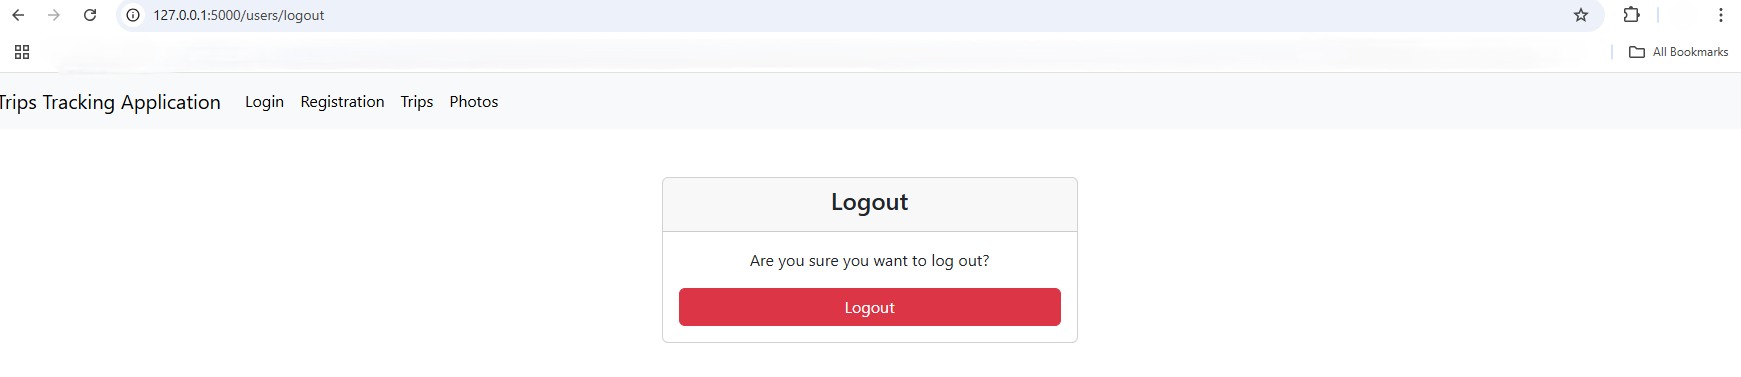 127.0.0.1:5000/users/logout
All Bookmarks
Trips Tracking Application Login Registration Trips Photos
Logout
Are you sure you want to log out?
Logout